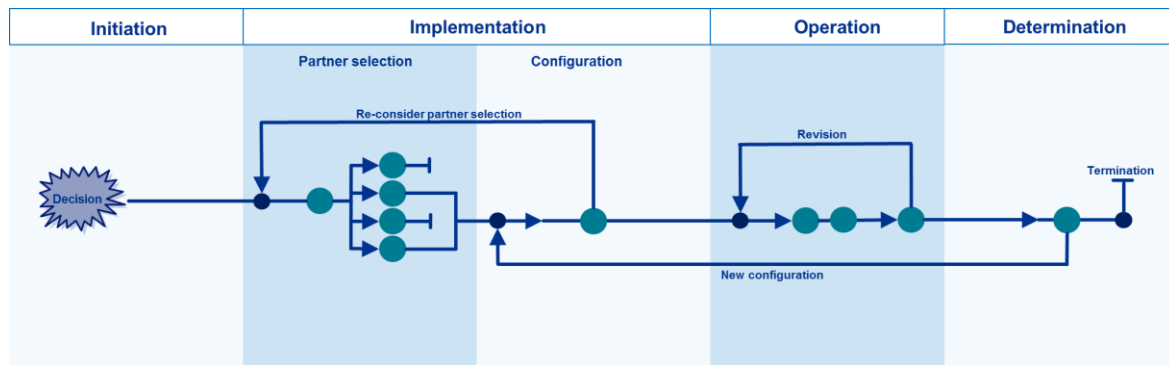 Initiation
Implementation
Operation
Determination
Partner selection
Configuration
Re-consider partner selection
Revision
Decision
Termination
New configuration